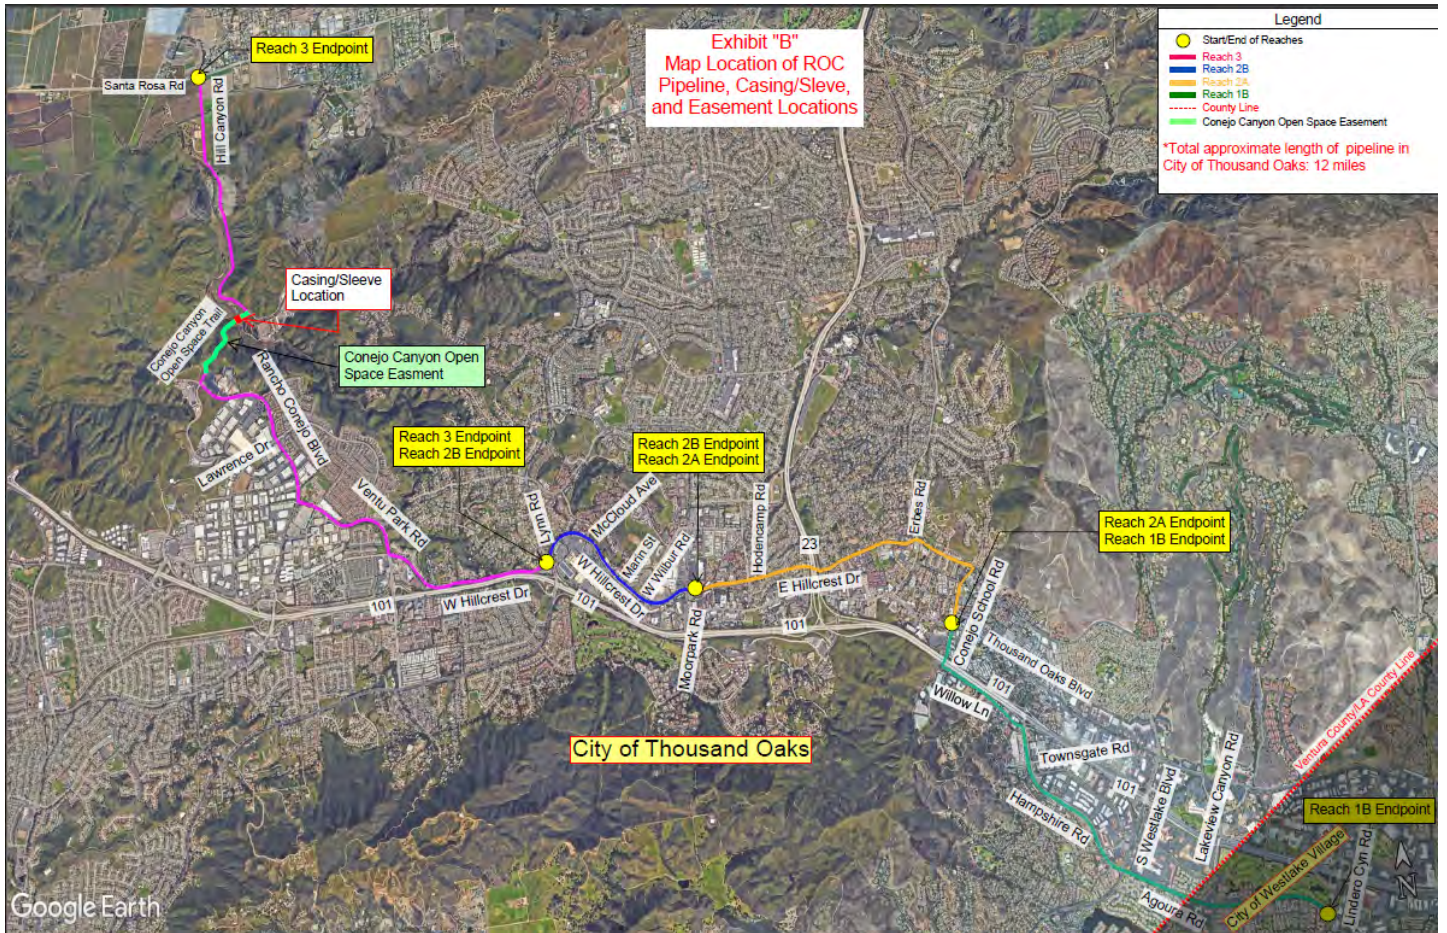 Exhibit "B"
Map Location of ROC
Pipeline, Casing/Sleve,
and Easement Locations
Legend
Start/End of Reaches
Reach 3
Reach 2B
Reach 2A
Reach 1B
County Line
Conejo Canyon Open Space Easement
*Total approximate length of pipeline in
City of Thousand Oaks: 12 miles
Reach 3 Endpoint
Santa Rosa Rd
Hill Canyon Rd
Casing/Sleeve
Location
Conejo Canyon
Open Space Trail
Conejo Canyon Open
Space Easment
Rancho Conejo Blvd
Lawrence Dr
Ventu Park Rd
Reach 3 Endpoint
Reach 2B Endpoint
Lynn Rd
McCloud Ave
Marin St
W Wilbur Rd
W Hillcrest Dr
Reach 2B Endpoint
Reach 2A Endpoint
Hodencamp Rd
23
Erbes Rd
E Hillcrest Dr
Reach 2A Endpoint
Reach 1B Endpoint
101
W Hillcrest Dr
101
Moorpark Rd
101
Conejo School Rd
Thousand Oaks Blvd
101
Willow Ln
City of Thousand Oaks
Townsgate Rd
101
Hampshire Rd
S Westlake Blvd
Lakeview Canyon Rd
Ventura County/LA County Line
Reach 1B Endpoint
City of Westlake Village
Lindero Cyn Rd
Agoura Rd
N
Google Earth